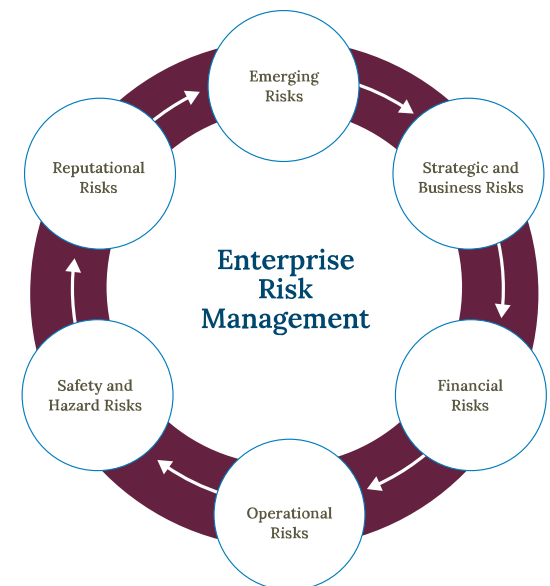 Emerging
Risks
Reputational
Risks
Strategic and
Business Risks
Enterprise
Risk
Management
Safety and
Hazard Risks
Financial
Risks
Operational
Risks